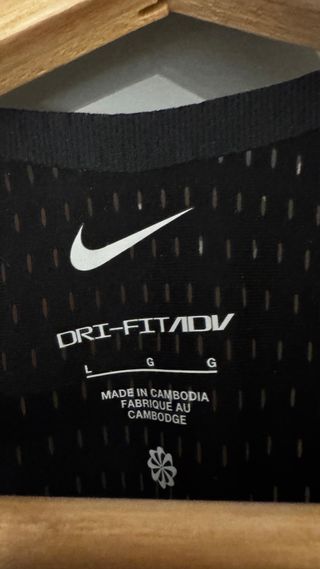 DRI-FIT ADV
L G G
MADE IN CAMBODIA
FABRIQUE AU
CAMBODGE